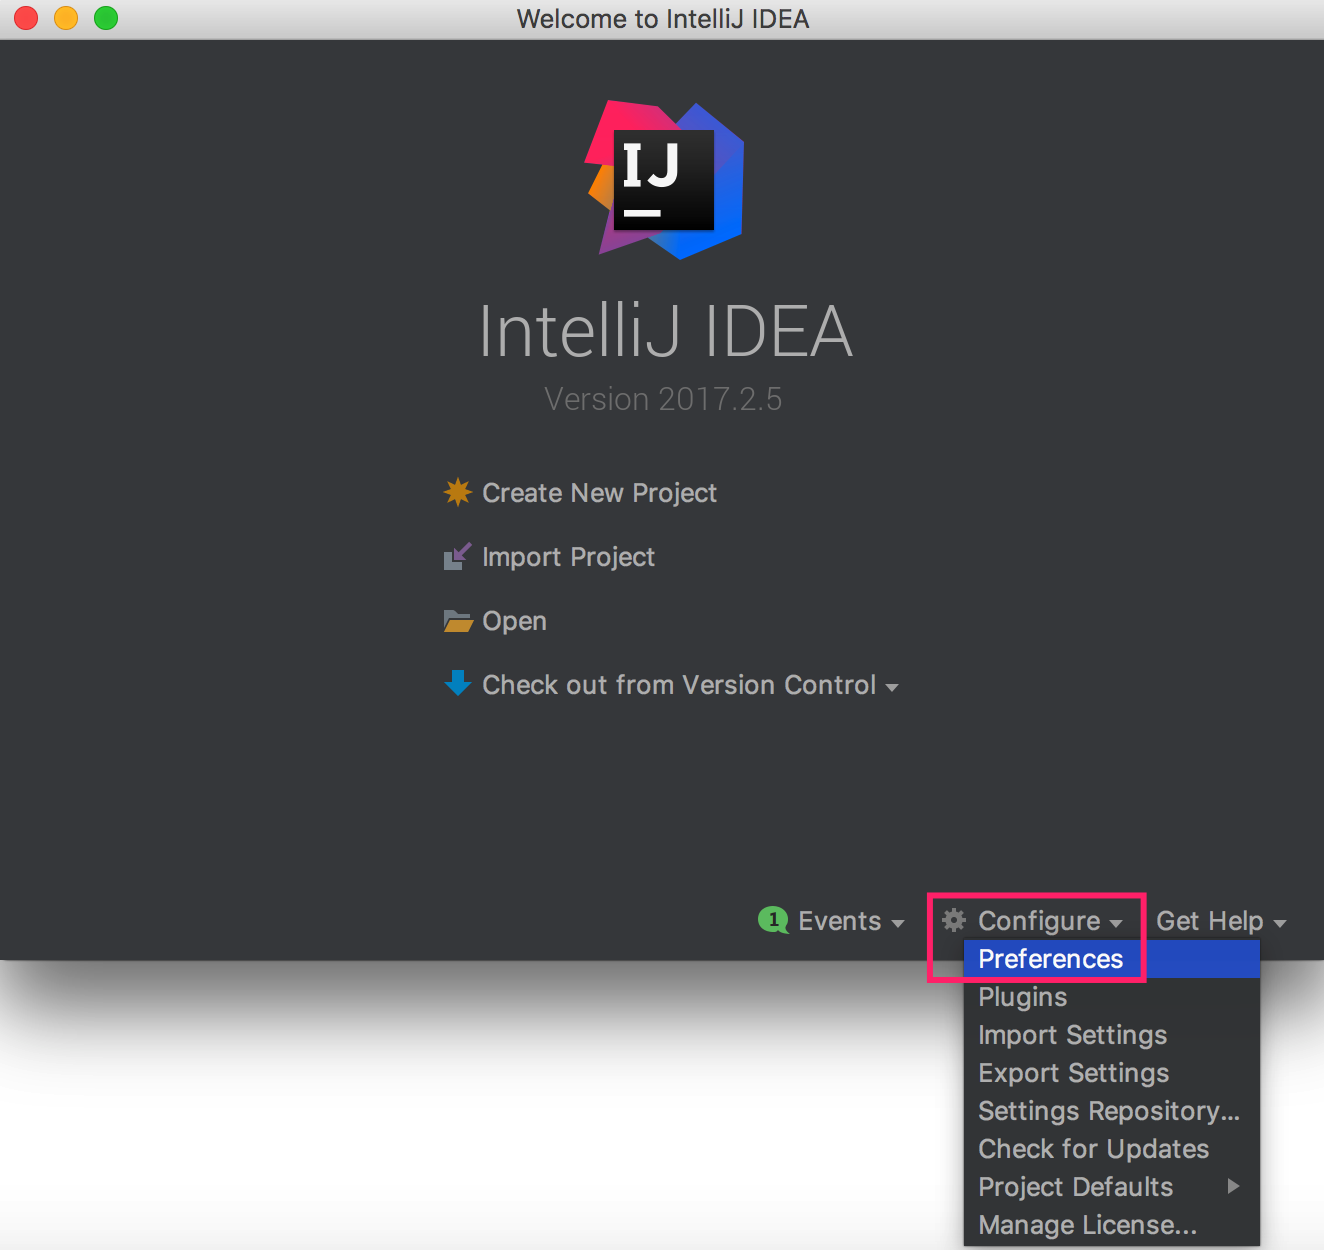 Welcome to IntelliJ IDEA
IJ
IntelliJ IDEA
Version 2017.2.5
Create New Project
Import Project
Open
Check out from Version Control
1 Events Configure Get Help
Preferences
Plugins
Import Settings
Export Settings
Settings Repository...
Check for Updates
Project Defaults
Manage License...